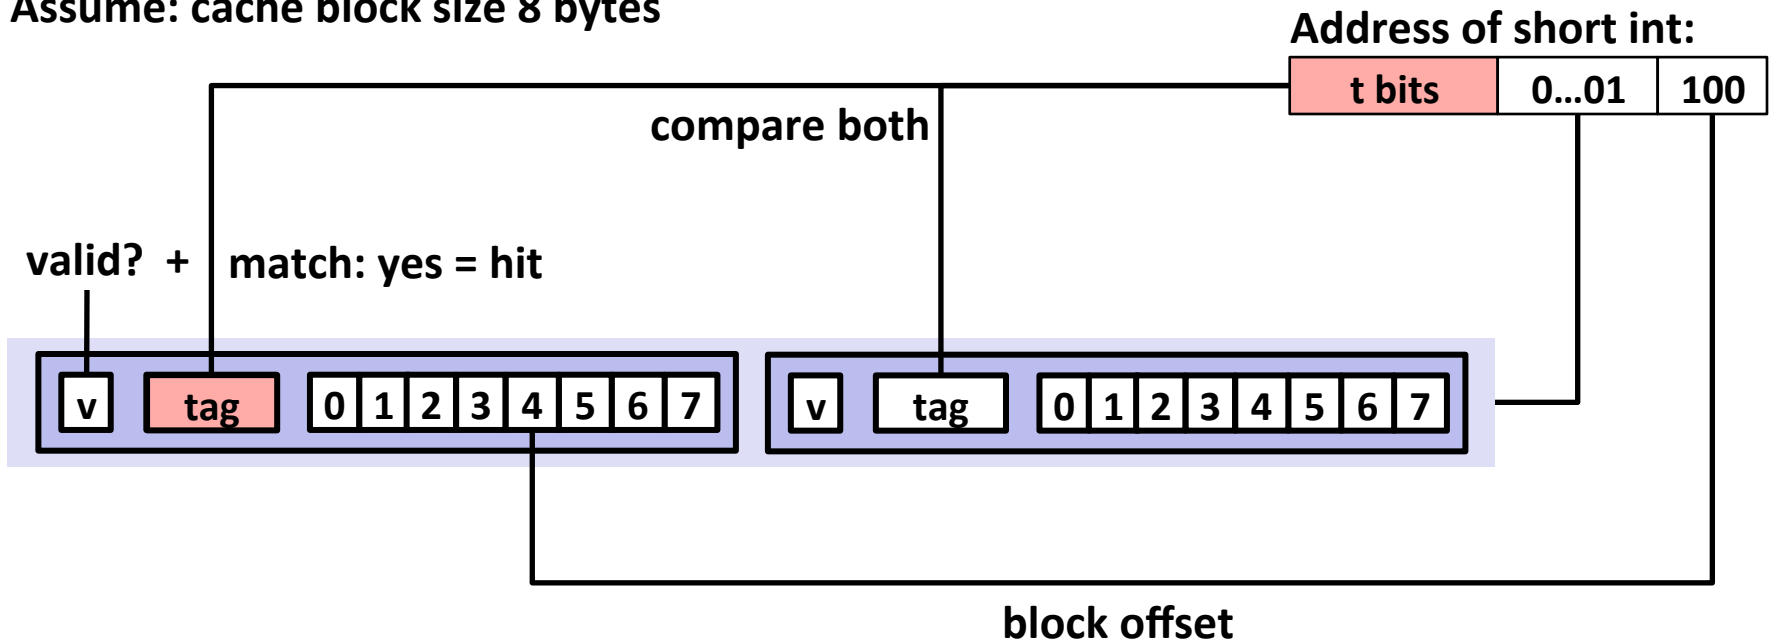 Assume: cache block size 8 bytes
Address of short int:
t bits 0…01 100
compare both
valid? + match: yes = hit
v tag 0 1 2 3 4 5 6 7 v tag 0 1 2 3 4 5 6 7
block offset